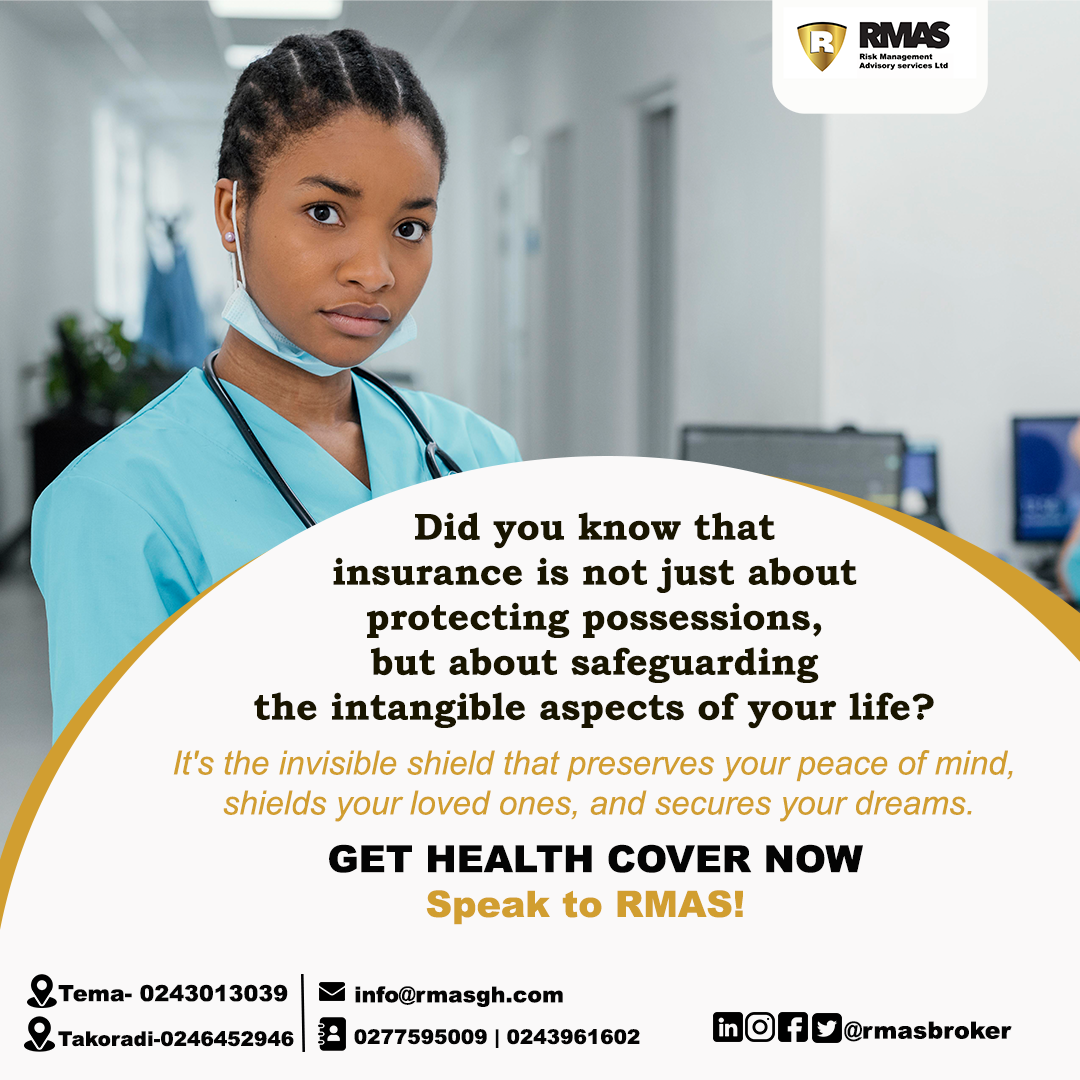 R
RMAS
Risk Management
Advisory services Ltd
Did you know that
insurance is not just about
protecting possessions,
but about safeguarding
the intangible aspects of your life?
It's the invisible shield that preserves your peace of mind,
shields your loved ones, and secures your dreams.
GET HEALTH COVER NOW
Speak to RMAS!
Tema- 0243013039
Takoradi-0246452946
info@rmasgh.com
0277595009 | 0243961602
in
@rmasbroker